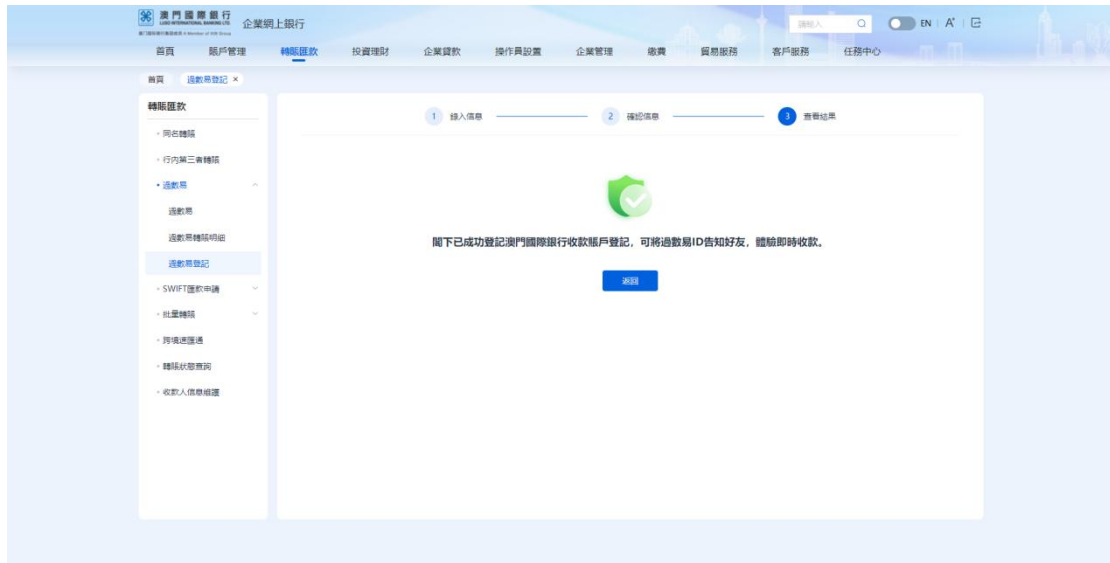 澳門國際銀行
LUSO INTERNATIONAL BANKING LTD.
企業網上銀行
請輸入
EN
A⁺
首頁 賬戶管理 轉賬匯款 投資理財 企業貸款 操作員設置 企業管理 繳費 貿易服務 客戶服務 任務中心
首頁 過數易登記 ×
轉賬匯款
1 錄入信息 2 確認信息 3 查看結果
同名轉賬
行內第三者轉賬
過數易
過數易
過數易轉賬明細
過數易登記
SWIFT匯款申請
批量轉賬
跨境速匯通
轉賬狀態查詢
收款人信息維護
閣下已成功登記澳門國際銀行收款賬戶登記，可將過數易ID告知好友，體驗即時收款。
返回